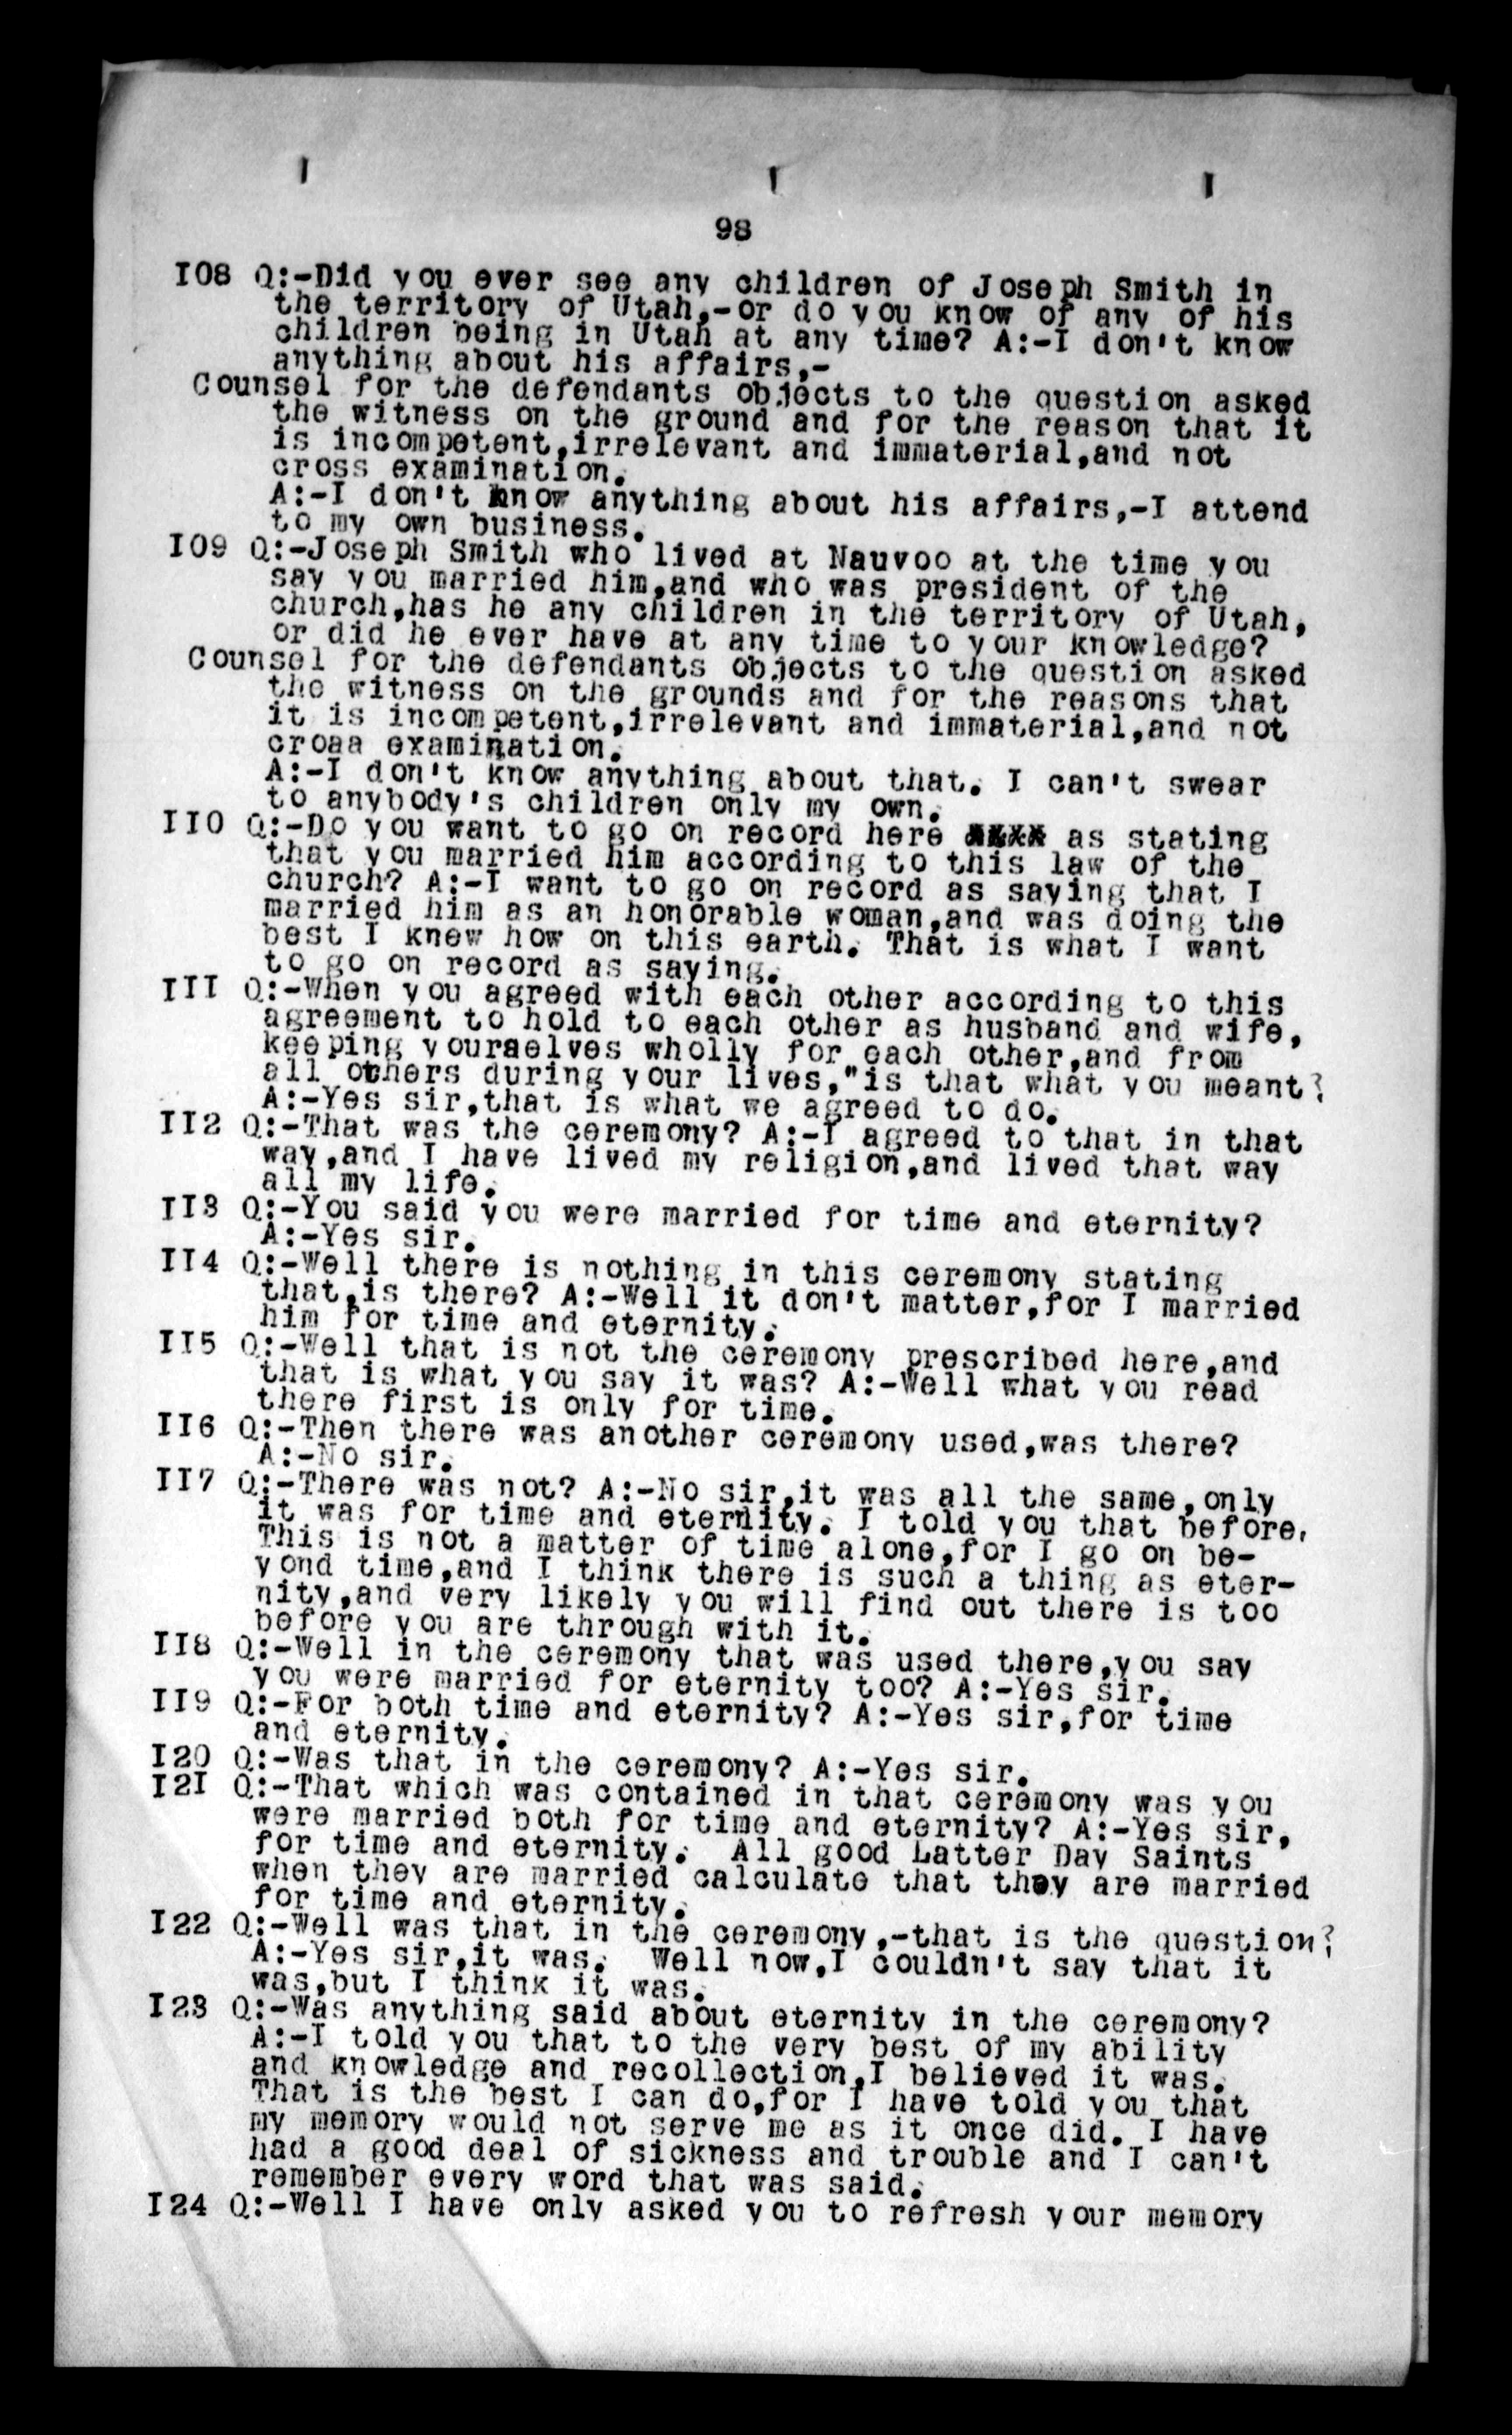 98
I08 Q:-Did you ever see any children of Joseph Smith in
the territory of Utah,-or do you know of any of his
children being in Utah at any time? A:-I don't know
anything about his affairs,-
Counsel for the defendants objects to the question asked
the witness on the ground and for the reason that it
is incompetent,irrelevant and immaterial,and not
cross examination.
A:-I don't know anything about his affairs,-I attend
to my own business.
I09 Q:-Joseph Smith who lived at Nauvoo at the time you
say you married him,and who was president of the
church,has he any children in the territory of Utah,
or did he ever have at any time to your knowledge?
Counsel for the defendants objects to the question asked
the witness on the grounds and for the reasons that
it is incompetent,irrelevant and immaterial,and not
croaa examination.
A:-I don't know anything about that. I can't swear
to anybody's children only my own.
II0 Q:-Do you want to go on record here xxxx as stating
that you married him according to this law of the
church? A:-I want to go on record as saying that I
married him as an honorable woman,and was doing the
best I knew how on this earth. That is what I want
to go on record as saying.
III Q:-When you agreed with each other according to this
agreement to hold to each other as husband and wife,
keeping youraelves wholly for each other,and from
all others during your lives,"is that what you meant?
A:-Yes sir,that is what we agreed to do.
II2 Q:-That was the ceremony? A:-I agreed to that in that
way,and I have lived my religion,and lived that way
all my life.
II3 Q:-You said you were married for time and eternity?
A:-Yes sir.
II4 Q:-Well there is nothing in this ceremony stating
that,is there? A:-Well it don't matter,for I married
him for time and eternity.
II5 Q:-Well that is not the ceremony prescribed here,and
that is what you say it was? A:-Well what you read
there first is only for time.
II6 Q:-Then there was another ceremony used,was there?
A:-No sir.
II7 Q:-There was not? A:-No sir,it was all the same,only
it was for time and eternity. I told you that before.
This is not a matter of time alone,for I go on be-
yond time,and I think there is such a thing as eter-
nity,and very likely you will find out there is too
before you are through with it.
II8 Q:-Well in the ceremony that was used there,you say
you were married for eternity too? A:-Yes sir.
II9 Q:-For both time and eternity? A:-Yes sir,for time
and eternity.
I20 Q:-Was that in the ceremony? A:-Yes sir.
I2I Q:-That which was contained in that ceremony was you
were married both for time and eternity? A:-Yes sir,
for time and eternity. All good Latter Day Saints
when they are married calculate that they are married
for time and eternity.
I22 Q:-Well was that in the ceremony,-that is the question?
A:-Yes sir,it was. Well now,I couldn't say that it
was,but I think it was.
I23 Q:-Was anything said about eternity in the ceremony?
A:-I told you that to the very best of my ability
and knowledge and recollection,I believed it was.
That is the best I can do,for I have told you that
my memory would not serve me as it once did. I have
had a good deal of sickness and trouble and I can't
remember every word that was said.
I24 Q:-Well I have only asked you to refresh your memory